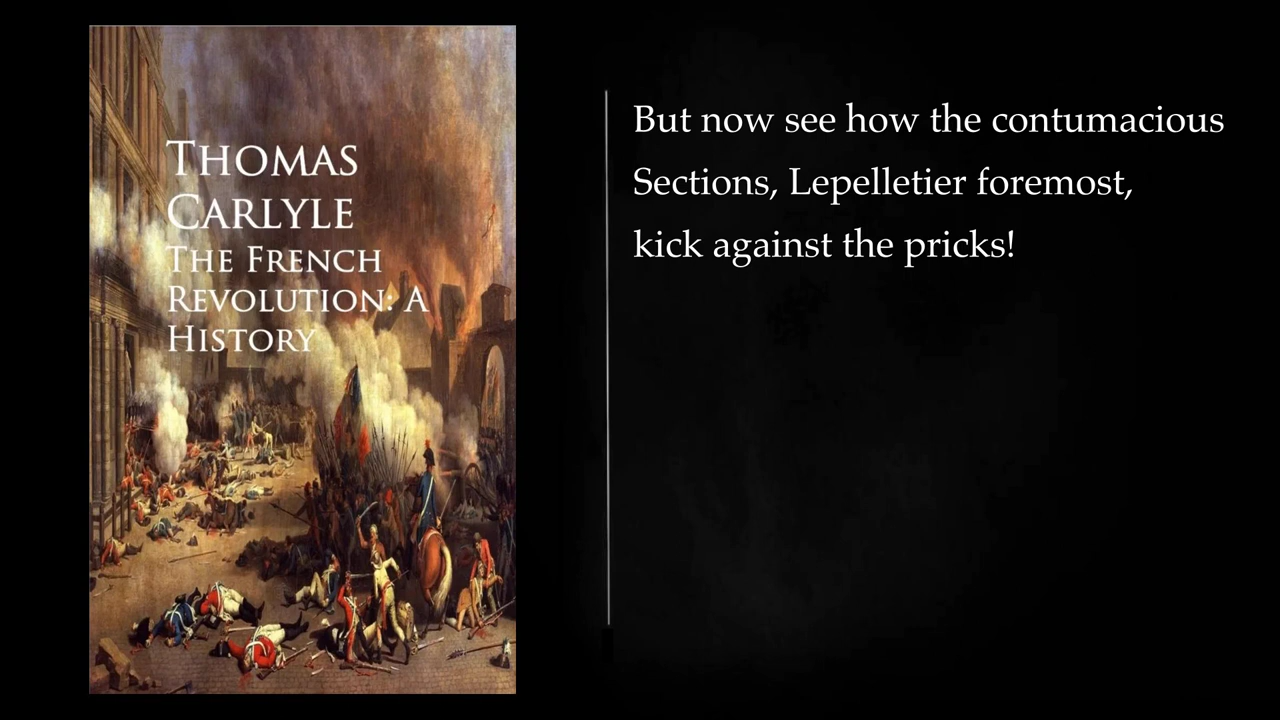 THOMAS
CARLYLE
THE FRENCH
REVOLUTION: A
HISTORY
But now see how the contumacious
Sections, Lepelletier foremost,
kick against the pricks!